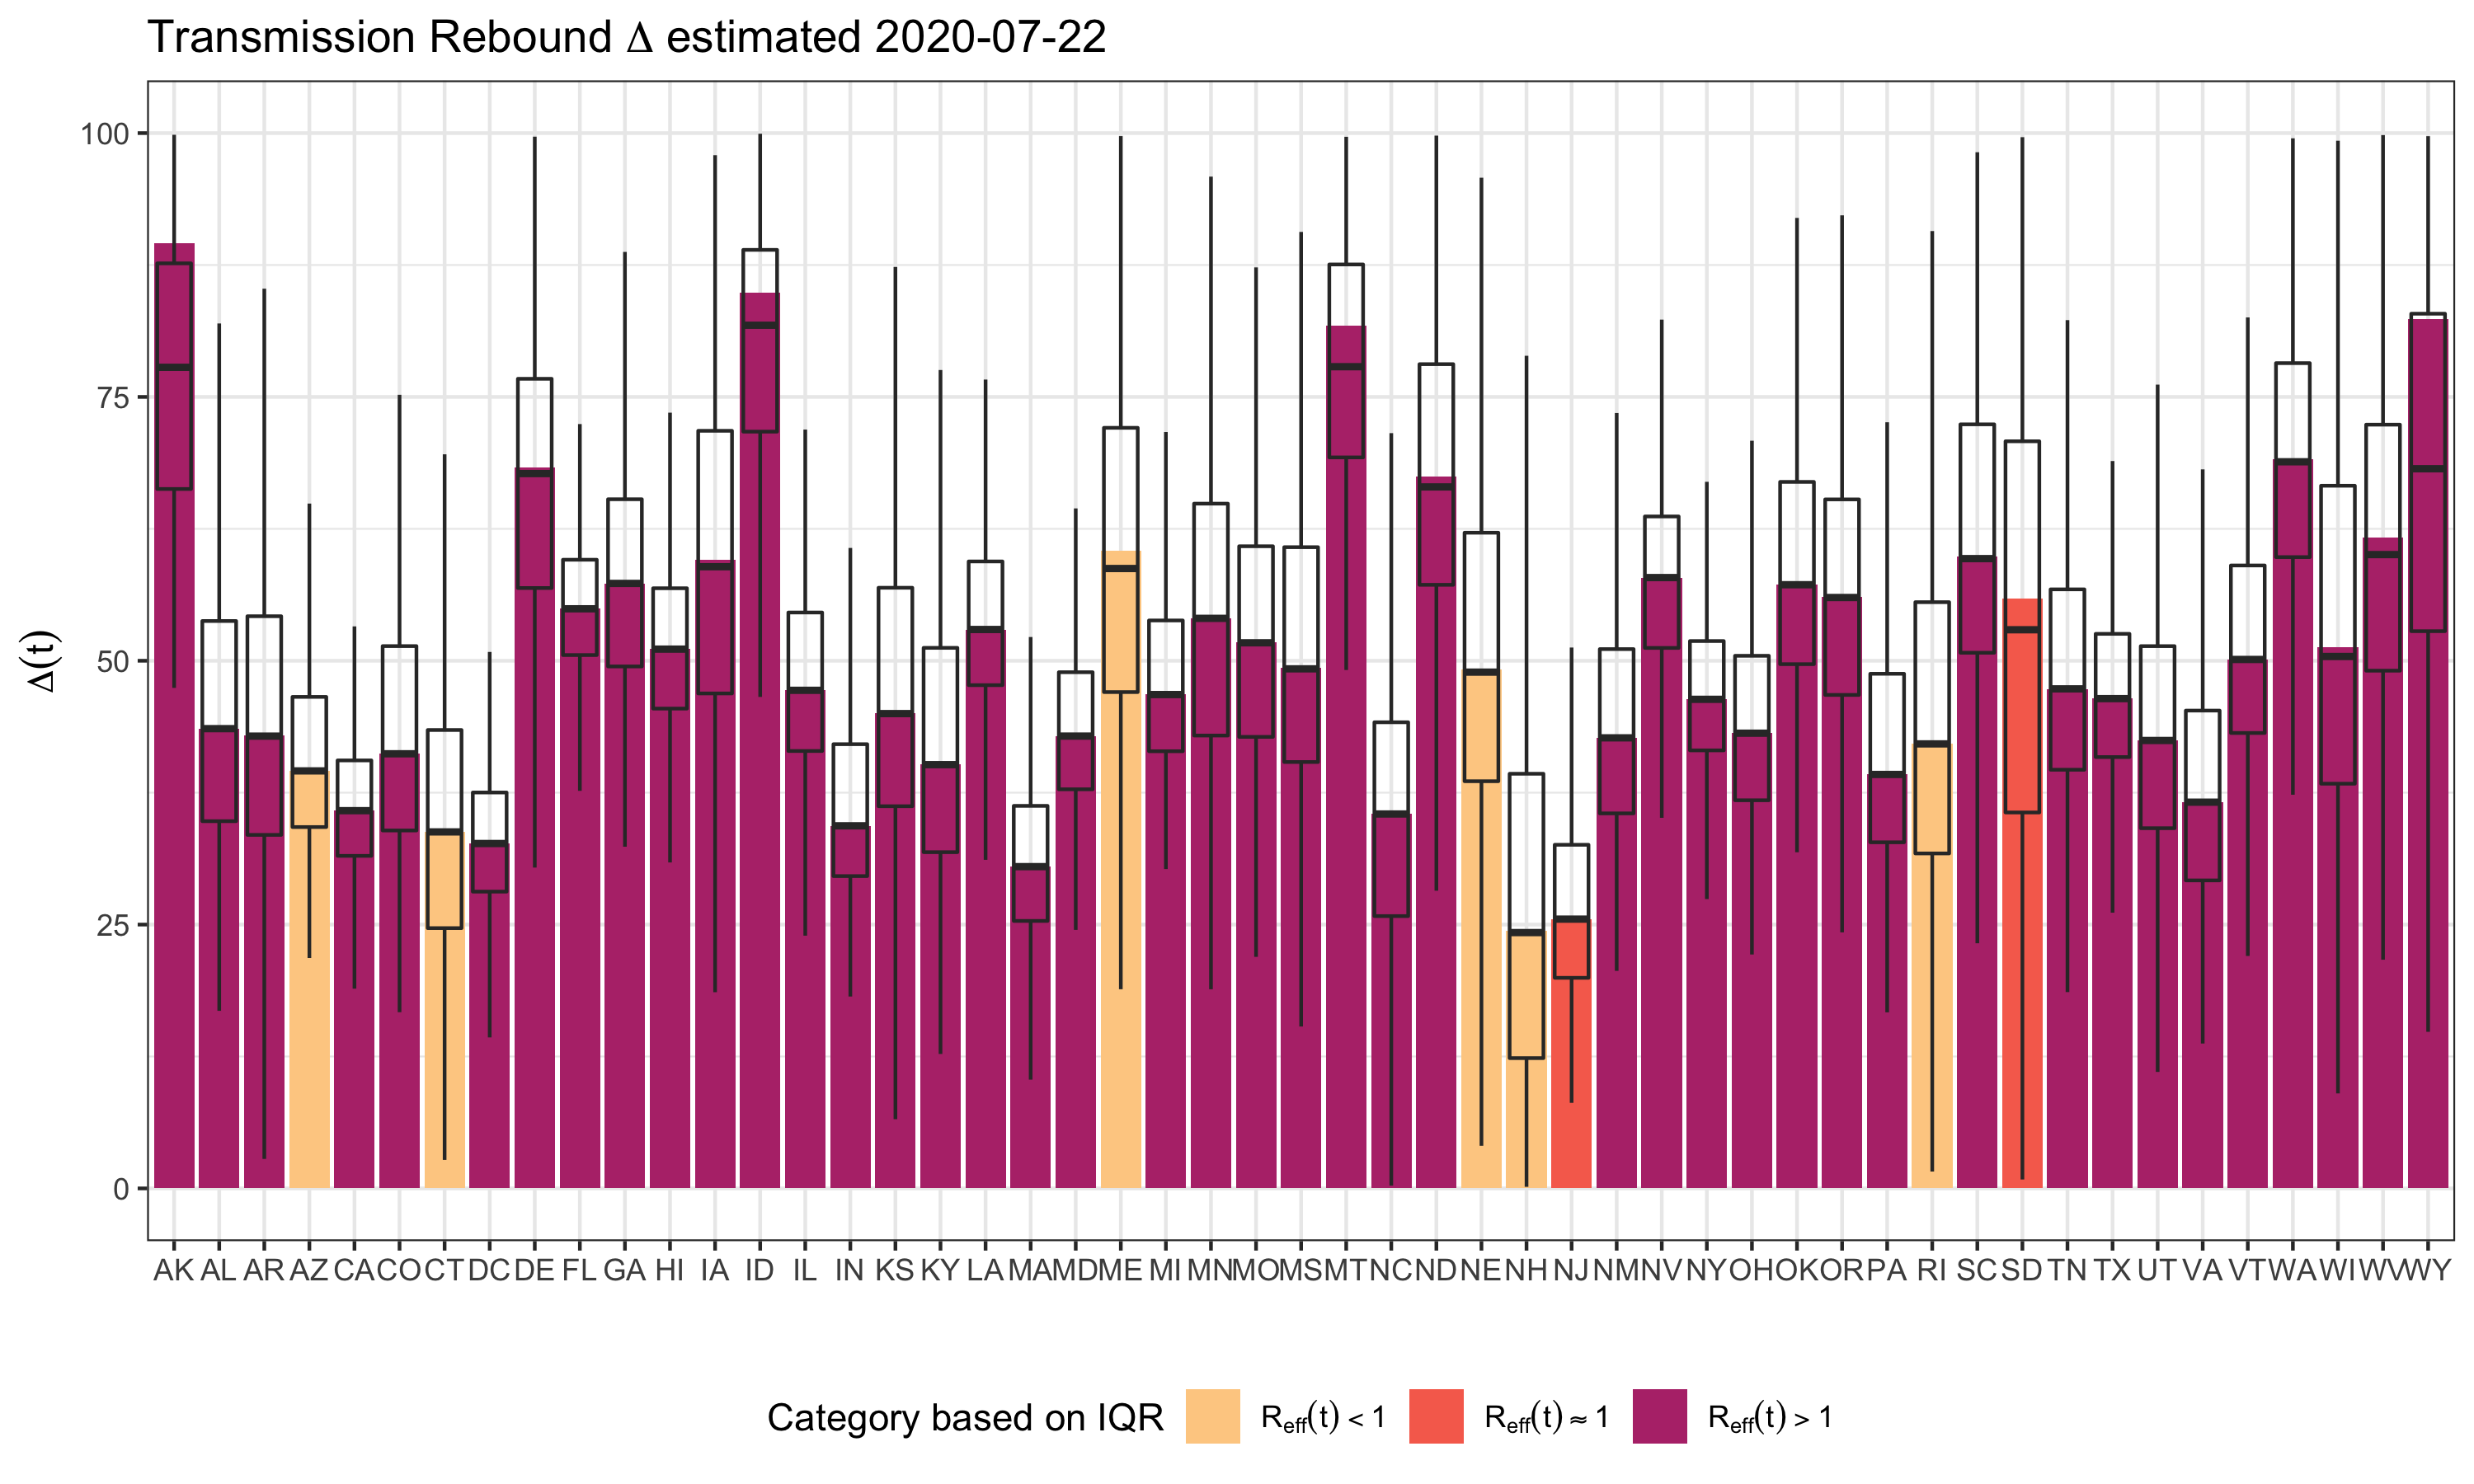 Transmission Rebound Δ estimated 2020-07-22
Δ(t)
100
75
50
25
0
AK AL AR AZ CA CO CT DC DE FL GA HI IA ID IL IN KS KY LA MA MD ME MI MN MO MS MT NC ND NE NH NJ NM NV NY OH OK OR PA RI SC SD TN TX UT VA VT WA WI WV WY
Category based on IQR Reff(t) < 1 Reff(t) ≈ 1 Reff(t) > 1